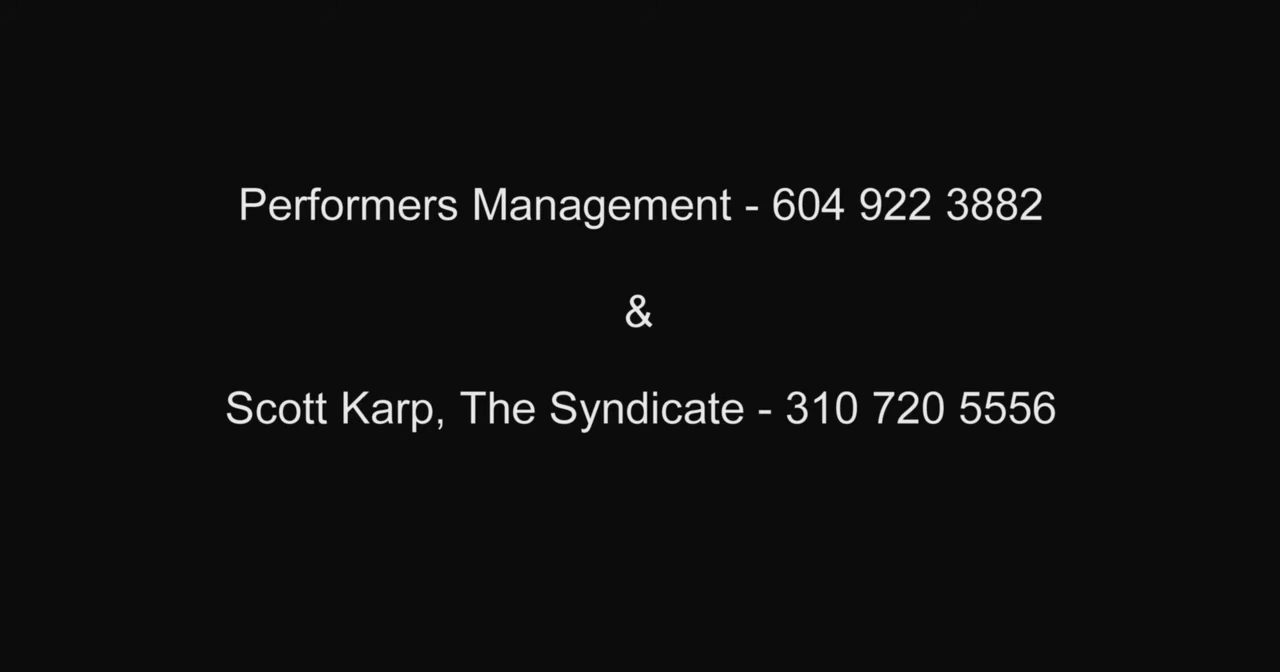 Performers Management - 604 922 3882
&
Scott Karp, The Syndicate - 310 720 5556